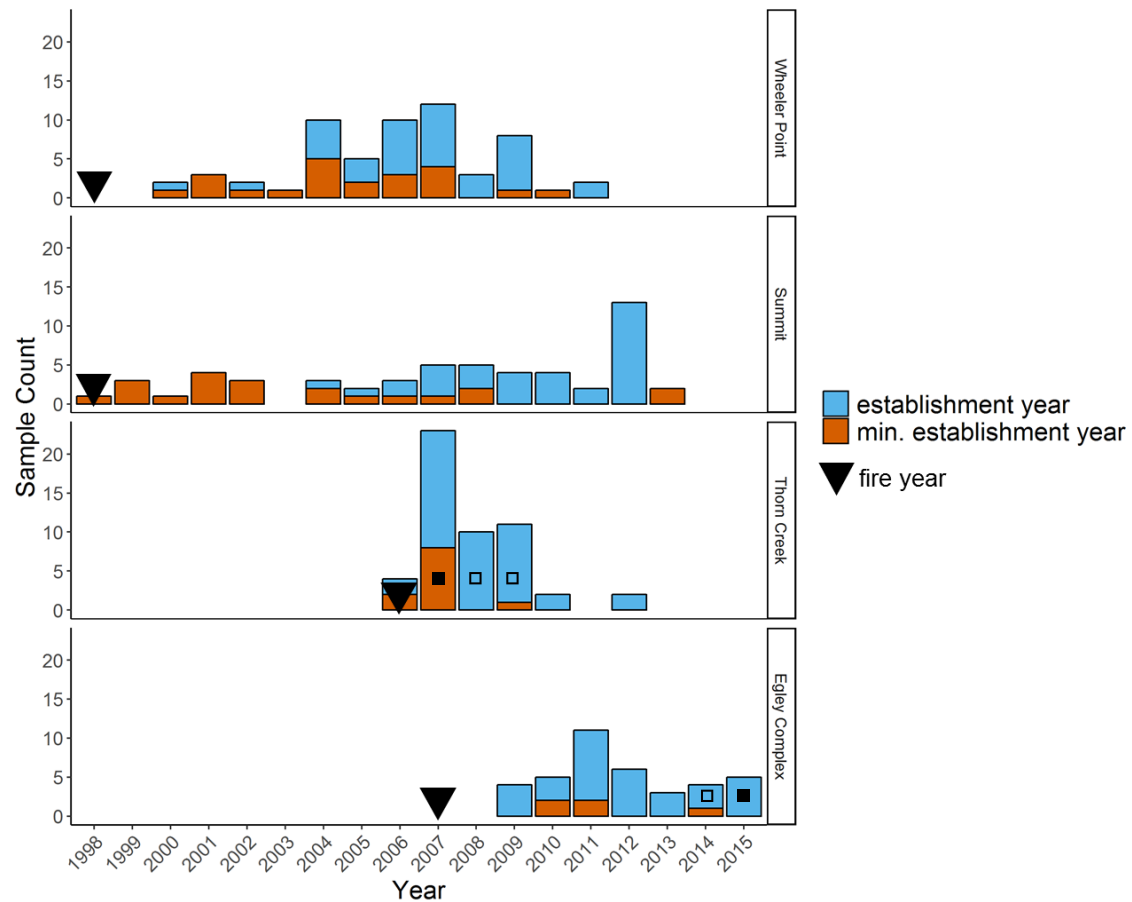 Sample Count
20
15
10
5
0
Wheeler Point
20
15
10
5
0
Summit
20
15
10
5
0
Thorn Creek
20
15
10
5
0
Egley Complex
1998 1999 2000 2001 2002 2003 2004 2005 2006 2007 2008 2009 2010 2011 2012 2013 2014 2015
Year
establishment year
min. establishment year
fire year